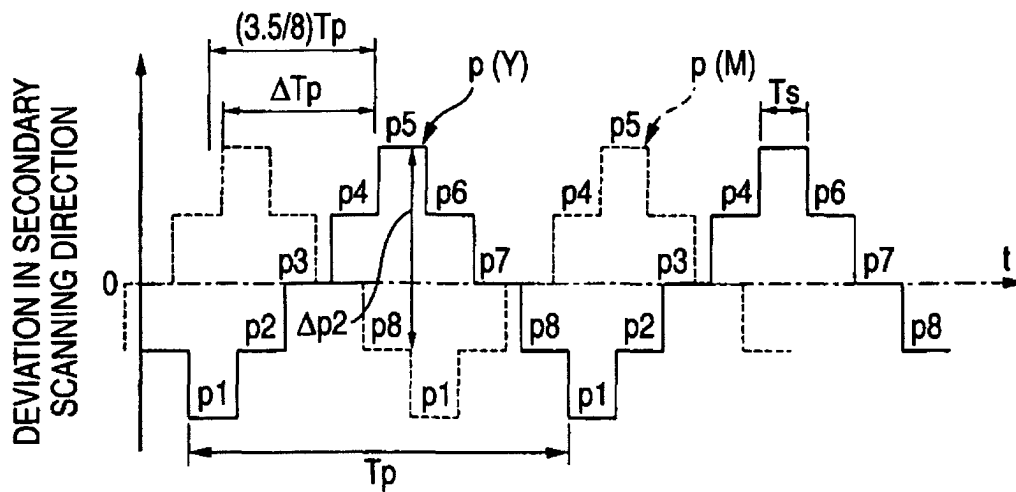 (3.5/8)Tp
ΔTp
p (Y)
p (M)
Ts
p5
p5
p4
p6
p4
p4
p6
p3
p7
p3
p7
t
0
DEVIATION IN SECONDARY
SCANNING DIRECTION
p2
Δp2
p8
p8
p2
p8
p1
p1
p1
Tp